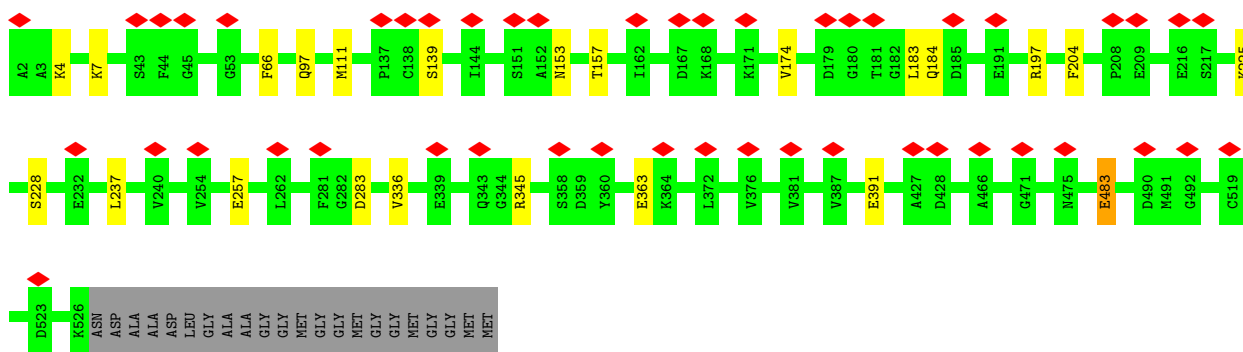 A2 A3 K4 K7 S43 F44 G45 G53 F66 Q97 M111 P137 C138 S139 I144 S151 A152 N153 T157 I162 D167 K168 K171 V174 D179 G180 T181 G182 L183 Q184 D185 E191 R197 F204 P208 E209 E216 S217 K225
S228 E232 L237 V240 V254 E257 L262 F281 G282 D283 V336 E339 Q343 G344 R345 S358 D359 Y360 E363 K364 L372 V376 V381 V387 E391 A427 D428 A466 G471 N475 E483 D490 M491 G492 C519
D523 K526 ASN ASP ALA ALA ASP LEU GLY ALA ALA GLY GLY MET GLY GLY MET GLY GLY MET GLY GLY MET MET